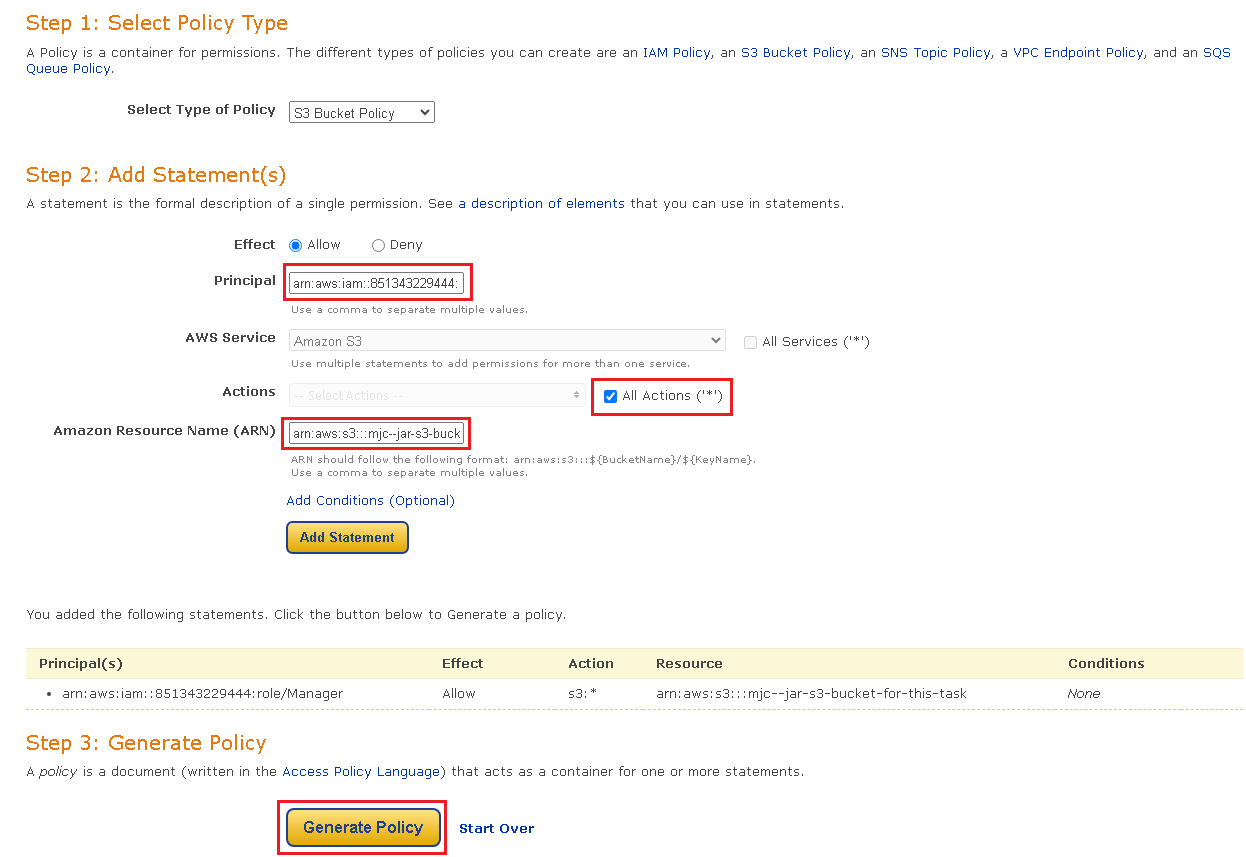 Step 1: Select Policy Type
A Policy is a container for permissions. The different types of policies you can create are an IAM Policy, an S3 Bucket Policy, an SNS Topic Policy, a VPC Endpoint Policy, and an SQS
Queue Policy.
Select Type of Policy S3 Bucket Policy
Step 2: Add Statement(s)
A statement is the formal description of a single permission. See a description of elements that you can use in statements.
Effect Allow Deny
Principal arn:aws:iam::851343229444:
Use a comma to separate multiple values.
AWS Service Amazon S3 All Services ('*')
Use multiple statements to add permissions for more than one service.
Actions -- Select Actions -- All Actions ('*')
Amazon Resource Name (ARN) arn:aws:s3:::mjc--jar-s3-buck
ARN should follow the following format: arn:aws:s3:::${BucketName}/${KeyName}.
Use a comma to separate multiple values.
Add Conditions (Optional)
Add Statement
You added the following statements. Click the button below to Generate a policy.
Principal(s) Effect Action Resource Conditions
• arn:aws:iam::851343229444:role/Manager Allow s3:* arn:aws:s3:::mjc--jar-s3-bucket-for-this-task None
Step 3: Generate Policy
A policy is a document (written in the Access Policy Language) that acts as a container for one or more statements.
Generate Policy Start Over